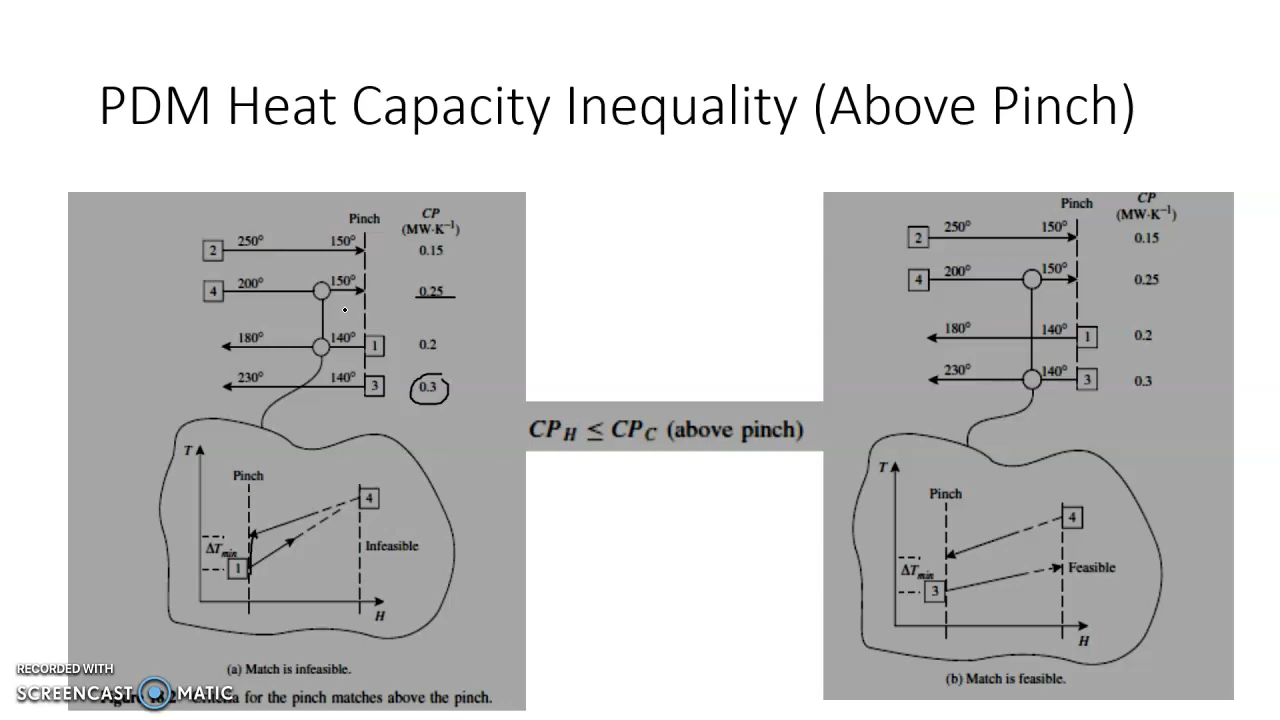 PDM Heat Capacity Inequality (Above Pinch)
Pinch CP
(MW·K⁻¹)
2 250° 150° 0.15
4 200° 150° 0.25
180° 140° 1 0.2
230° 140° 3 0.3
T
Pinch
4
ΔTmin
1
Infeasible
H
(a) Match is infeasible.
for the pinch matches above the pinch.
CP_H ≤ CP_C (above pinch)
Pinch CP
(MW·K⁻¹)
2 250° 150° 0.15
4 200° 150° 0.25
180° 140° 1 0.2
230° 140° 3 0.3
T
Pinch
4
ΔTmin
3
Feasible
H
(b) Match is feasible.
RECORDED WITH
SCREENCAST MATIC